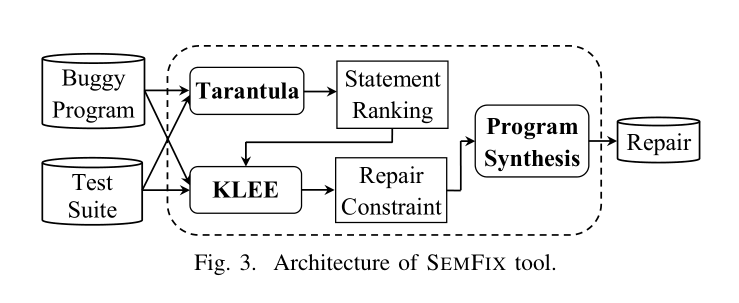 Buggy
Program
Tarantula
Statement
Ranking
Program
Synthesis
Repair
Test
Suite
KLEE
Repair
Constraint
Fig. 3. Architecture of SEMFIX tool.